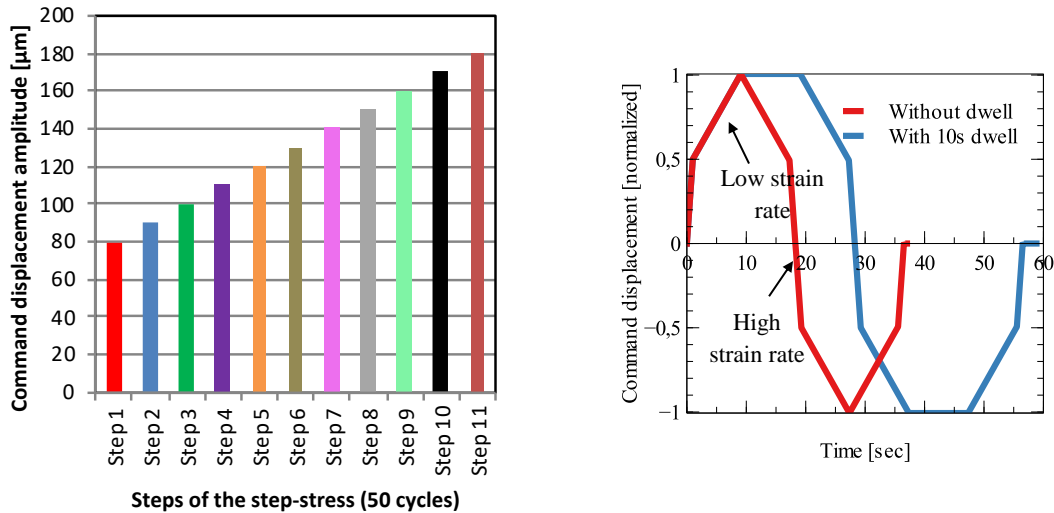 Command displacement amplitude [µm]
200
180
160
140
120
100
80
60
40
20
0
Step 1
Step 2
Step 3
Step 4
Step 5
Step 6
Step 7
Step 8
Step 9
Step 10
Step 11
Steps of the step-stress (50 cycles)
Command displacement [normalized]
1
0,5
0
−0,5
−1
Without dwell
With 10s dwell
Low strain
rate
High
strain rate
0
10
20
30
40
50
60
Time [sec]